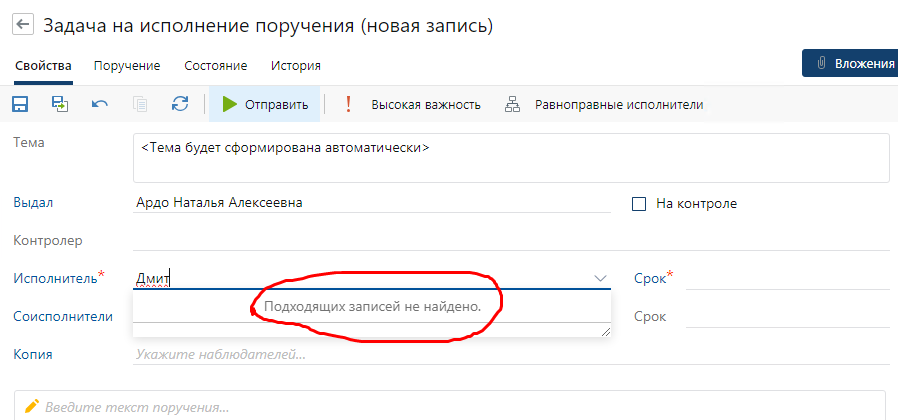 Задача на исполнение поручения (новая запись)
Свойства Поручение Состояние История
Вложения
Отправить Высокая важность Равноправные исполнители
Тема <Тема будет сформирована автоматически>
Выдал Ардо Наталья Алексеевна На контроле
Контролер
Исполнитель* Дмит Срок*
Подходящих записей не найдено.
Соисполнители Срок
Копия Укажите наблюдателей...
Введите текст поручения...